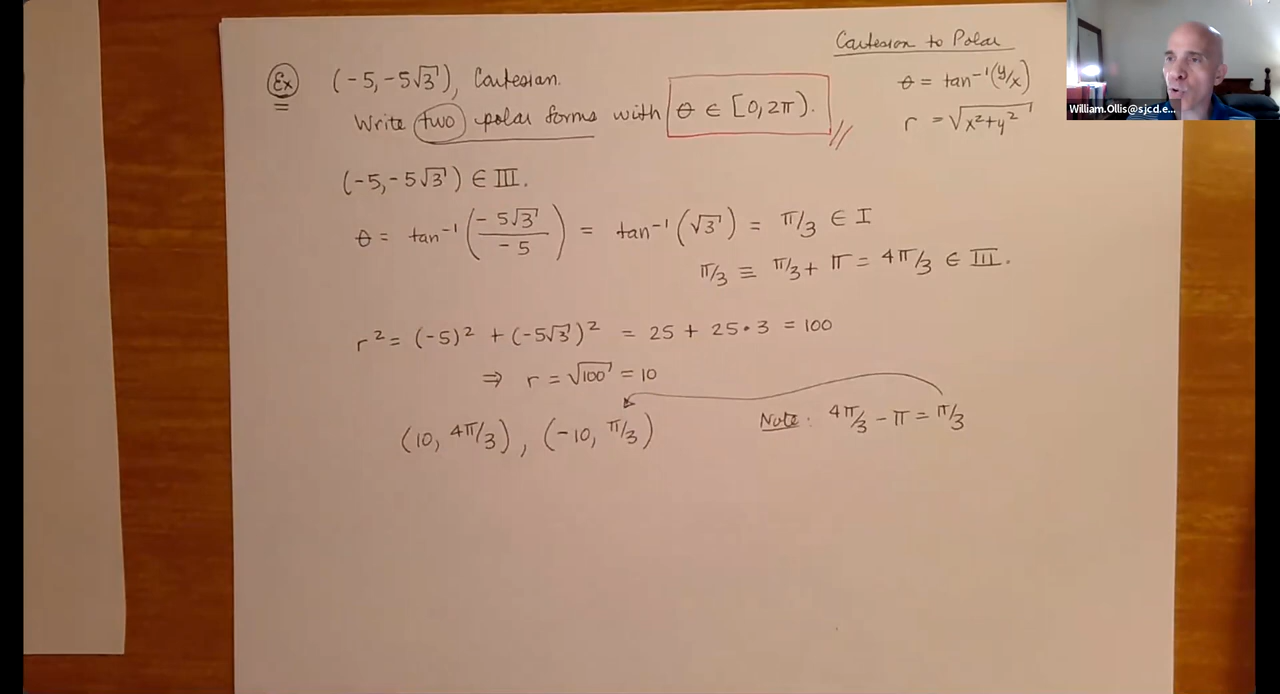 Cartesian to Polar
θ = tan⁻¹(y/x)
r = √x²+y²
William.Ollis@sjcd.e...
Ex (-5, -5√3), Cartesian.
Write two polar forms with θ ∈ [0, 2π).
(-5, -5√3) ∈ III.
θ = tan⁻¹(-5√3/-5) = tan⁻¹(√3) = π/3 ∈ I
π/3 ≡ π/3 + π = 4π/3 ∈ III.
r² = (-5)² + (-5√3)² = 25 + 25·3 = 100
⇒ r = √100 = 10
(10, 4π/3), (-10, π/3)
Note: 4π/3 - π = π/3